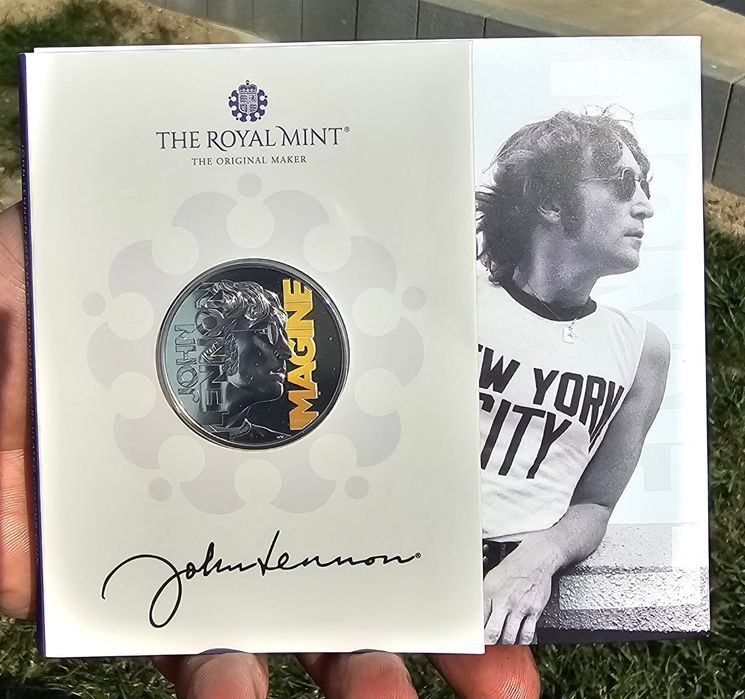 THE ROYAL MINT®
THE ORIGINAL MAKER
JOHN
LENNON
IMAGINE
John Lennon®
NEW YORK
CITY